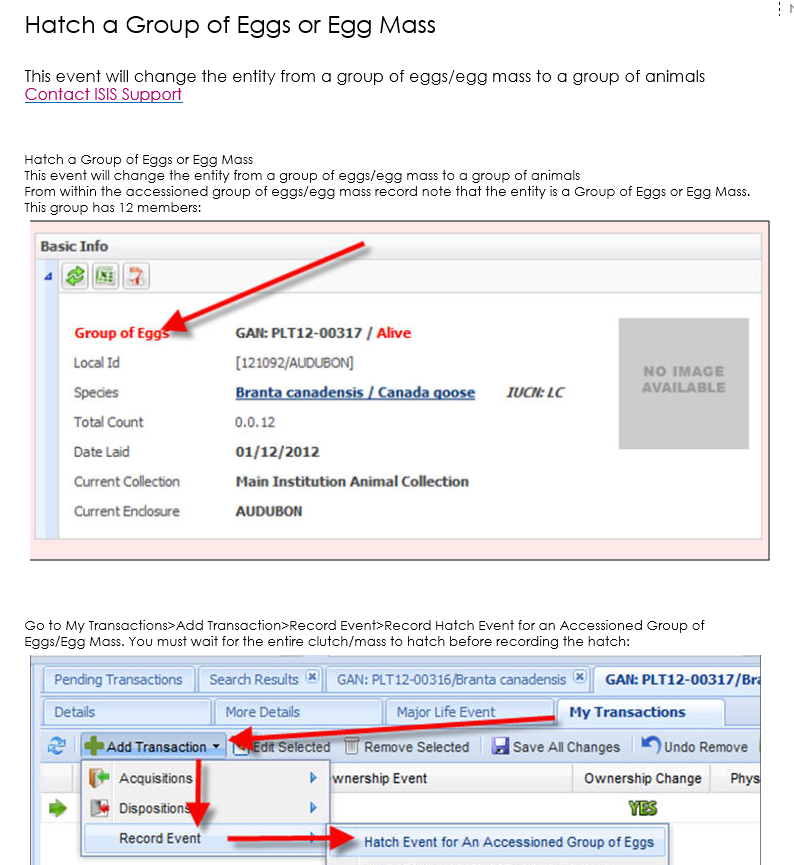 Hatch a Group of Eggs or Egg Mass
This event will change the entity from a group of eggs/egg mass to a group of animals
Contact ISIS Support
Hatch a Group of Eggs or Egg Mass
This event will change the entity from a group of eggs/egg mass to a group of animals
From within the accessioned group of eggs/egg mass record note that the entity is a Group of Eggs or Egg Mass.
This group has 12 members:
Basic Info
Group of Eggs GAN: PLT12-00317 / Alive
Local Id [121092/AUDUBON]
Species Branta canadensis / Canada goose IUCN: LC
NO IMAGE
AVAILABLE
Total Count 0.0.12
Date Laid 01/12/2012
Current Collection Main Institution Animal Collection
Current Enclosure AUDUBON
Go to My Transactions>Add Transaction>Record Event>Record Hatch Event for an Accessioned Group of
Eggs/Egg Mass. You must wait for the entire clutch/mass to hatch before recording the hatch:
Pending Transactions Search Results GAN: PLT12-00316/Branta canadensis GAN: PLT12-00317/Bra
Details More Details Major Life Event My Transactions
Add Transaction Edit Selected Remove Selected Save All Changes Undo Remove
Acquisitions wnership Event Ownership Change Phys
Dispositions YES
Record Event Hatch Event for An Accessioned Group of Eggs